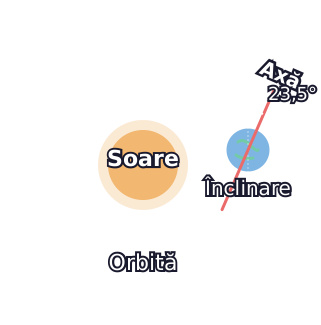 Axă
23,5°
Soare
Înclinare
Orbită